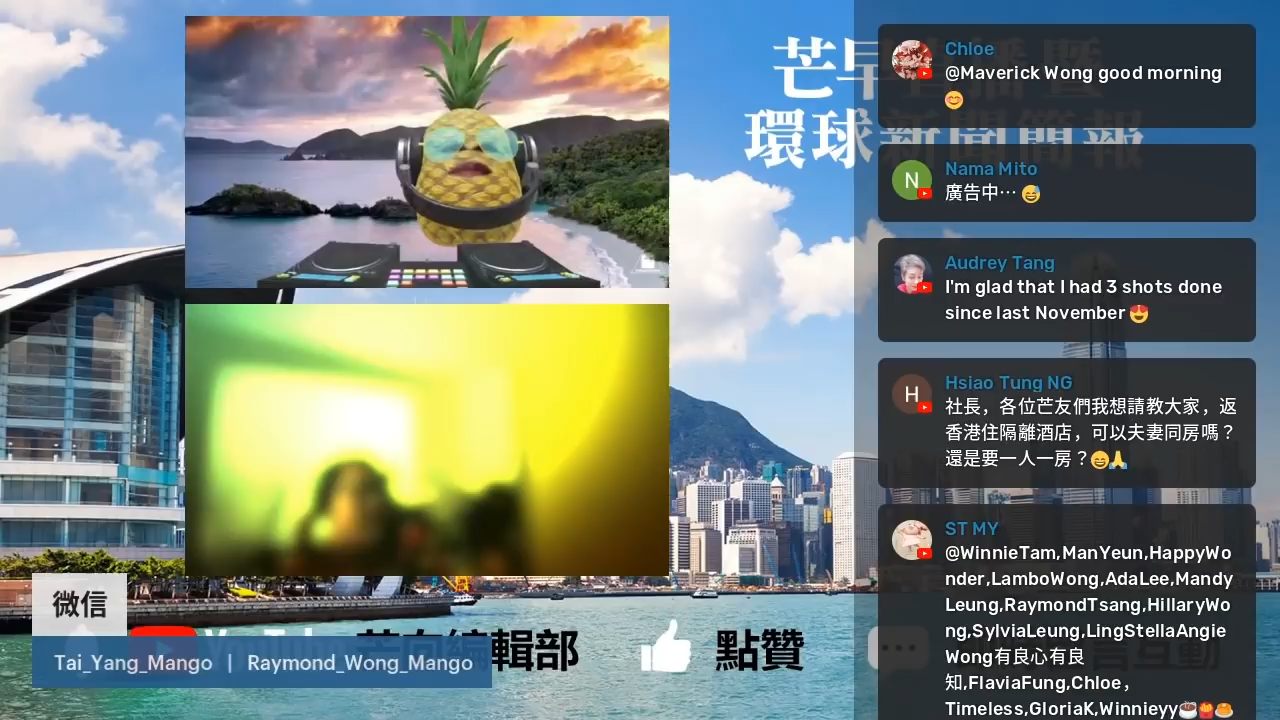 芒早
環球新聞簡報
Chloe
@Maverick Wong good morning
😊
N
Nama Mito
廣告中… 😅
Audrey Tang
I'm glad that I had 3 shots done
since last November 😍
H
Hsiao Tung NG
社長，各位芒友們我想請教大家，返
香港住隔離酒店，可以夫妻同房嗎？
還是要一人一房？😄🙏
ST MY
@WinnieTam,ManYeun,HappyWo
nder,LamboWong,AdaLee,Mandy
Leung,RaymondTsang,HillaryWo
ng,SylviaLeung,LingStellaAngie
Wong有良心有良
知,FlaviaFung,Chloe，
Timeless,GloriaK,Winnieyy☕🧧🍮
微信
Tai_Yang_Mango | Raymond_Wong_Mango
編輯部
點贊